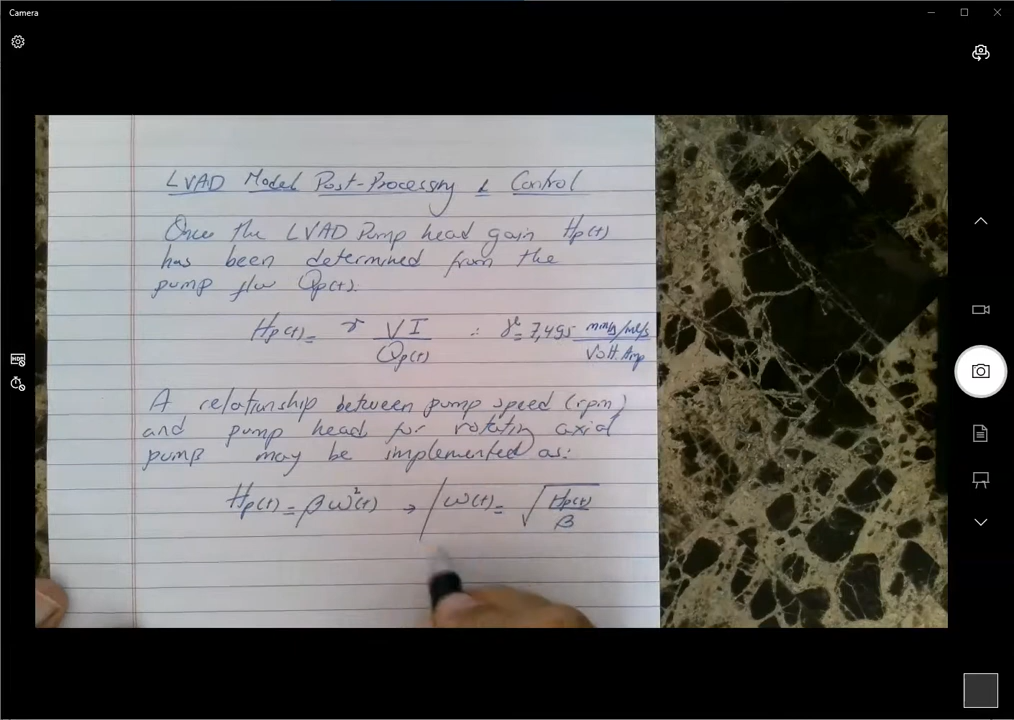 Camera
LVAD Model Post-Processing & Control
Once the LVAD Pump head gain Hp(t)
has been determined from the
pump flow Qp(t).
Hp(t) = γ VI / Qp(t) ∴ γ = 7,495 mmHg/ml/s / Volt.Amp
A relationship between pump speed (rpm)
and pump head for rotating axial
pump may be implemented as:
Hp(t) = βω²(t) → ω(t) = √Hp(t)/β